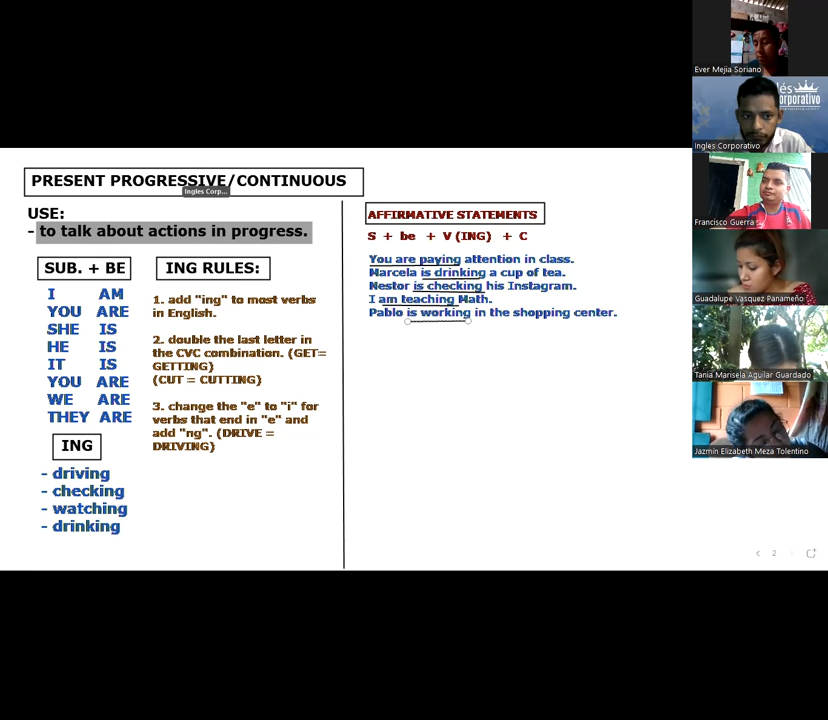 PRESENT PROGRESSIVE/CONTINUOUS
Ingles Corp...
USE:
- to talk about actions in progress.
SUB. + BE
I AM
YOU ARE
SHE IS
HE IS
IT IS
YOU ARE
WE ARE
THEY ARE
ING
- driving
- checking
- watching
- drinking
ING RULES:
1. add "ing" to most verbs
in English.
2. double the last letter in
the CVC combination. (GET=
GETTING)
(CUT = CUTTING)
3. change the "e" to "i" for
verbs that end in "e" and
add "ng". (DRIVE =
DRIVING)
AFFIRMATIVE STATEMENTS
S + be + V (ING) + C
You are paying attention in class.
Marcela is drinking a cup of tea.
Nestor is checking his Instagram.
I am teaching Math.
Pablo is working in the shopping center.
2
Ever Mejia Soriano
lés
orporativo
Ingles Corporativo
Francisco Guerra
Guadalupe Vasquez Panameño
Tania Marisela Aguilar Guardado
Jazmin Elizabeth Meza Tolentino